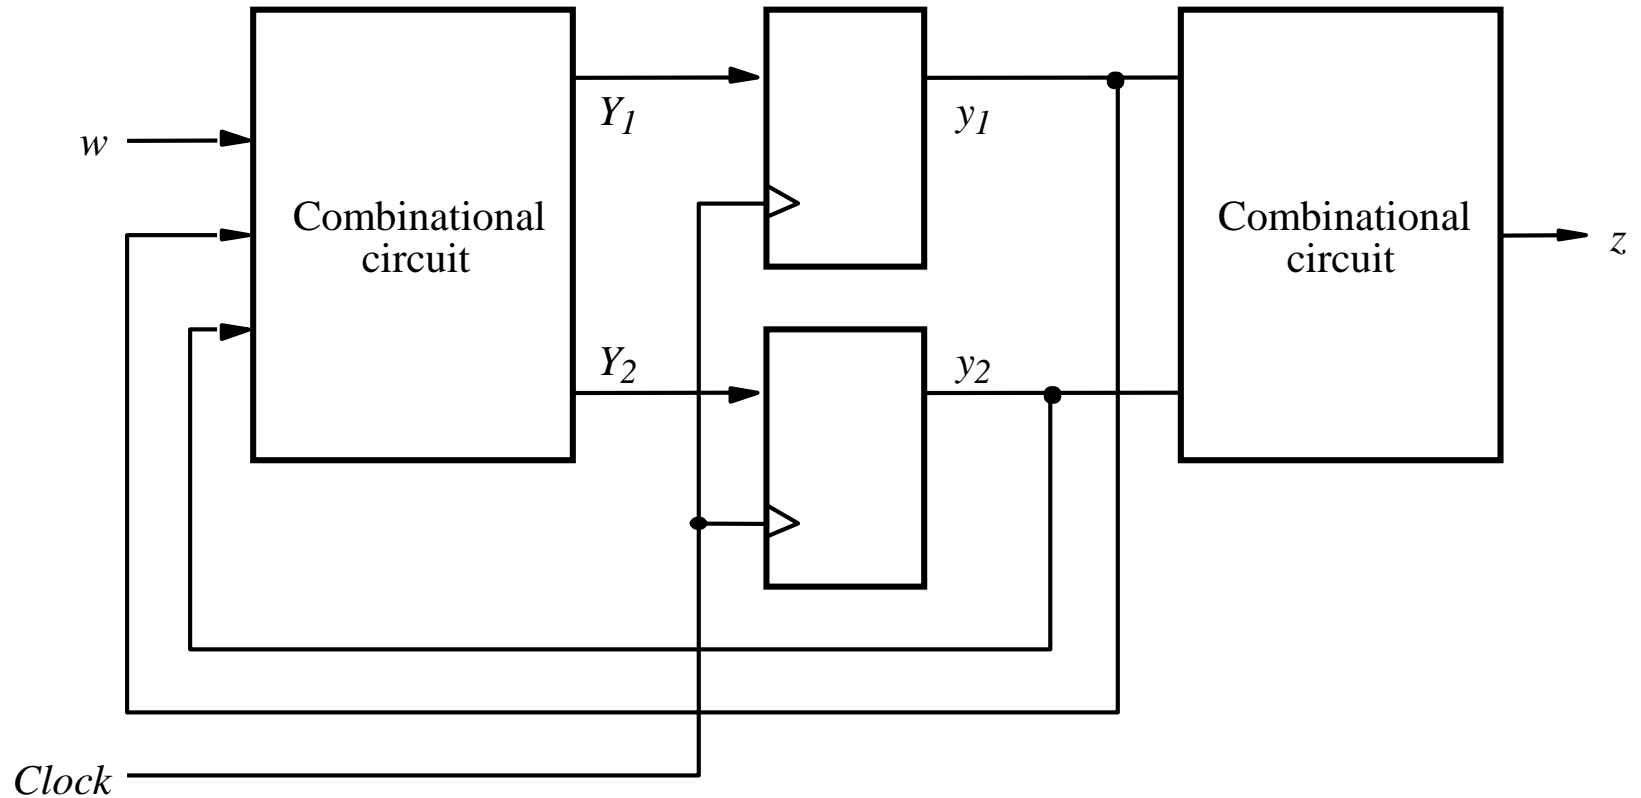 Y1
y1
w
Combinational
circuit
Combinational
circuit
z
Y2
y2
Clock